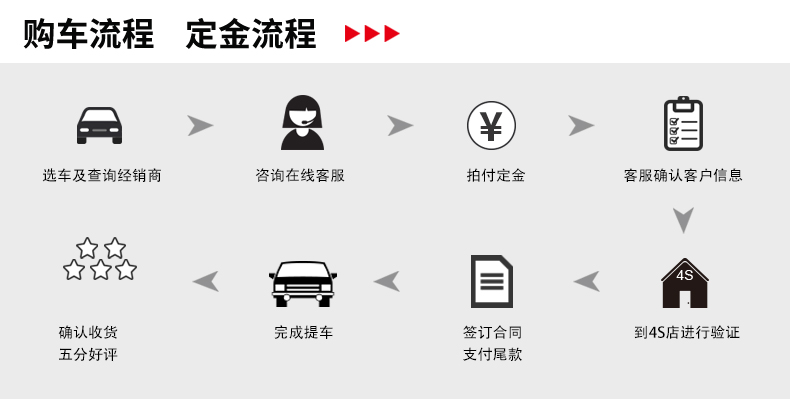 购车流程 定金流程
选车及查询经销商
咨询在线客服
¥
拍付定金
客服确认客户信息
4S
确认收货
五分好评
完成提车
签订合同
支付尾款
到4S店进行验证